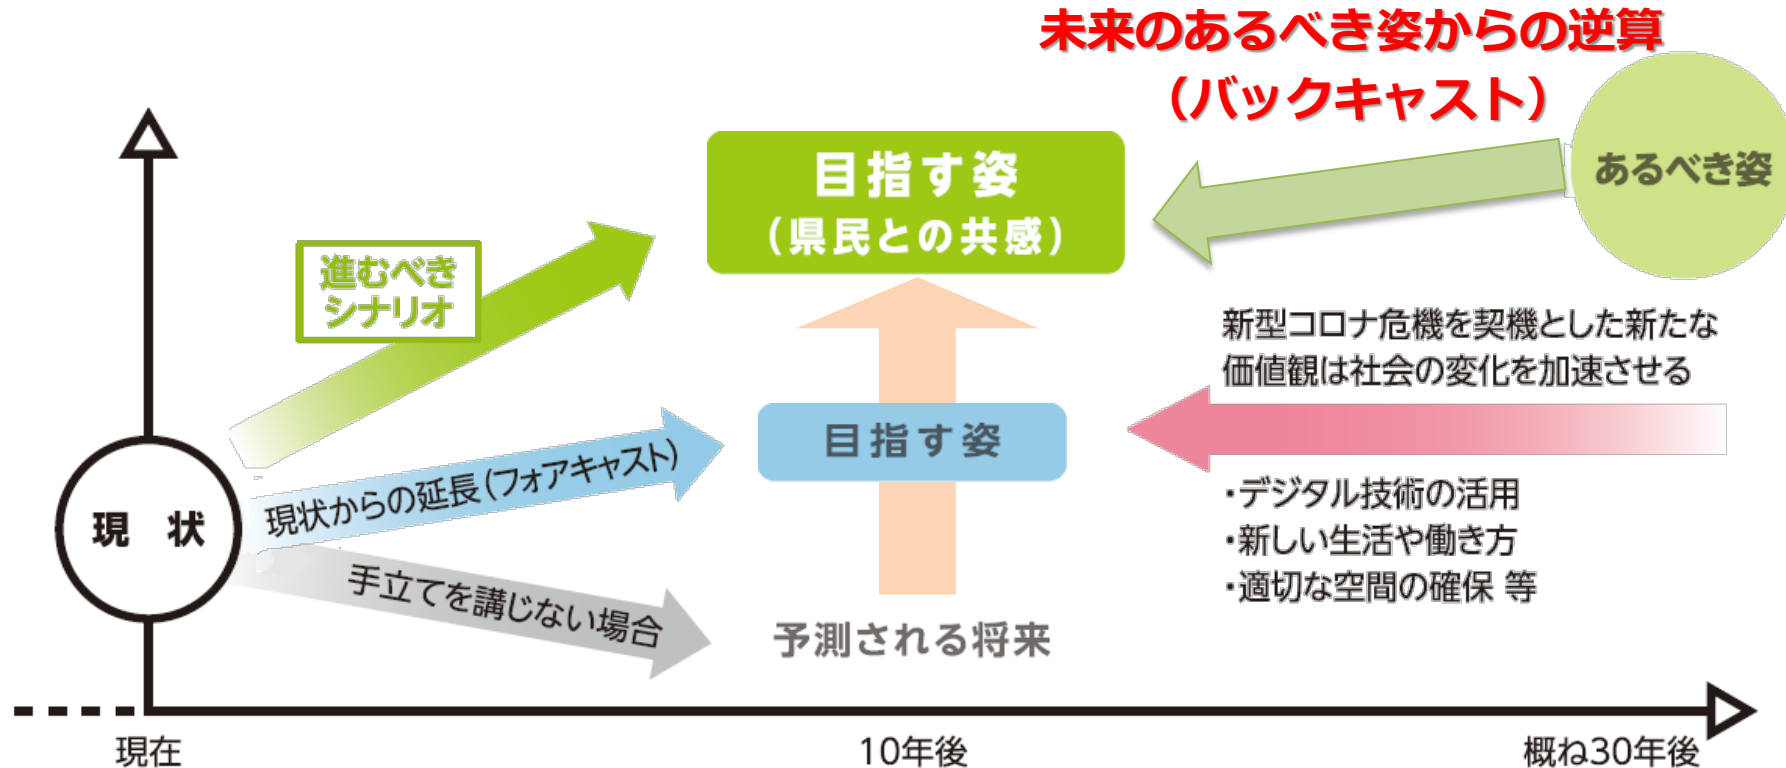 未来のあるべき姿からの逆算
（バックキャスト）
あるべき姿
目指す姿
（県民との共感）
進むべき
シナリオ
新型コロナ危機を契機とした新たな
価値観は社会の変化を加速させる
目指す姿
現状からの延長（フォアキャスト）
・デジタル技術の活用
・新しい生活や働き方
・適切な空間の確保 等
現　状
手立てを講じない場合
予測される将来
現在
10年後
概ね30年後